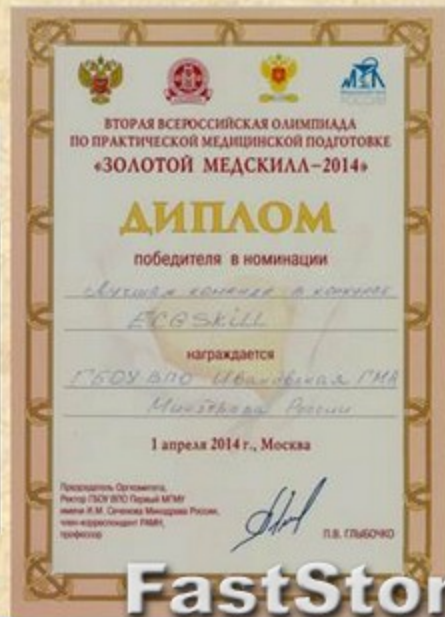 РОССИИ
ВТОРАЯ ВСЕРОССИЙСКАЯ ОЛИМПИАДА
ПО ПРАКТИЧЕСКОЙ МЕДИЦИНСКОЙ ПОДГОТОВКЕ
«ЗОЛОТОЙ МЕДСКИЛЛ–2014»
ДИПЛОМ
победителя в номинации
Лучшая команда в конкурсе
ECGSkill
награждается
ГБОУ ВПО Ивановская ГМА
Минздрава России
1 апреля 2014 г., Москва
Председатель Оргкомитета,
Ректор ГБОУ ВПО Первый МГМУ
имени И.М. Сеченова Минздрава России,
член-корреспондент РАМН,
профессор
П.В. ГЛЫБОЧКО
FastStor